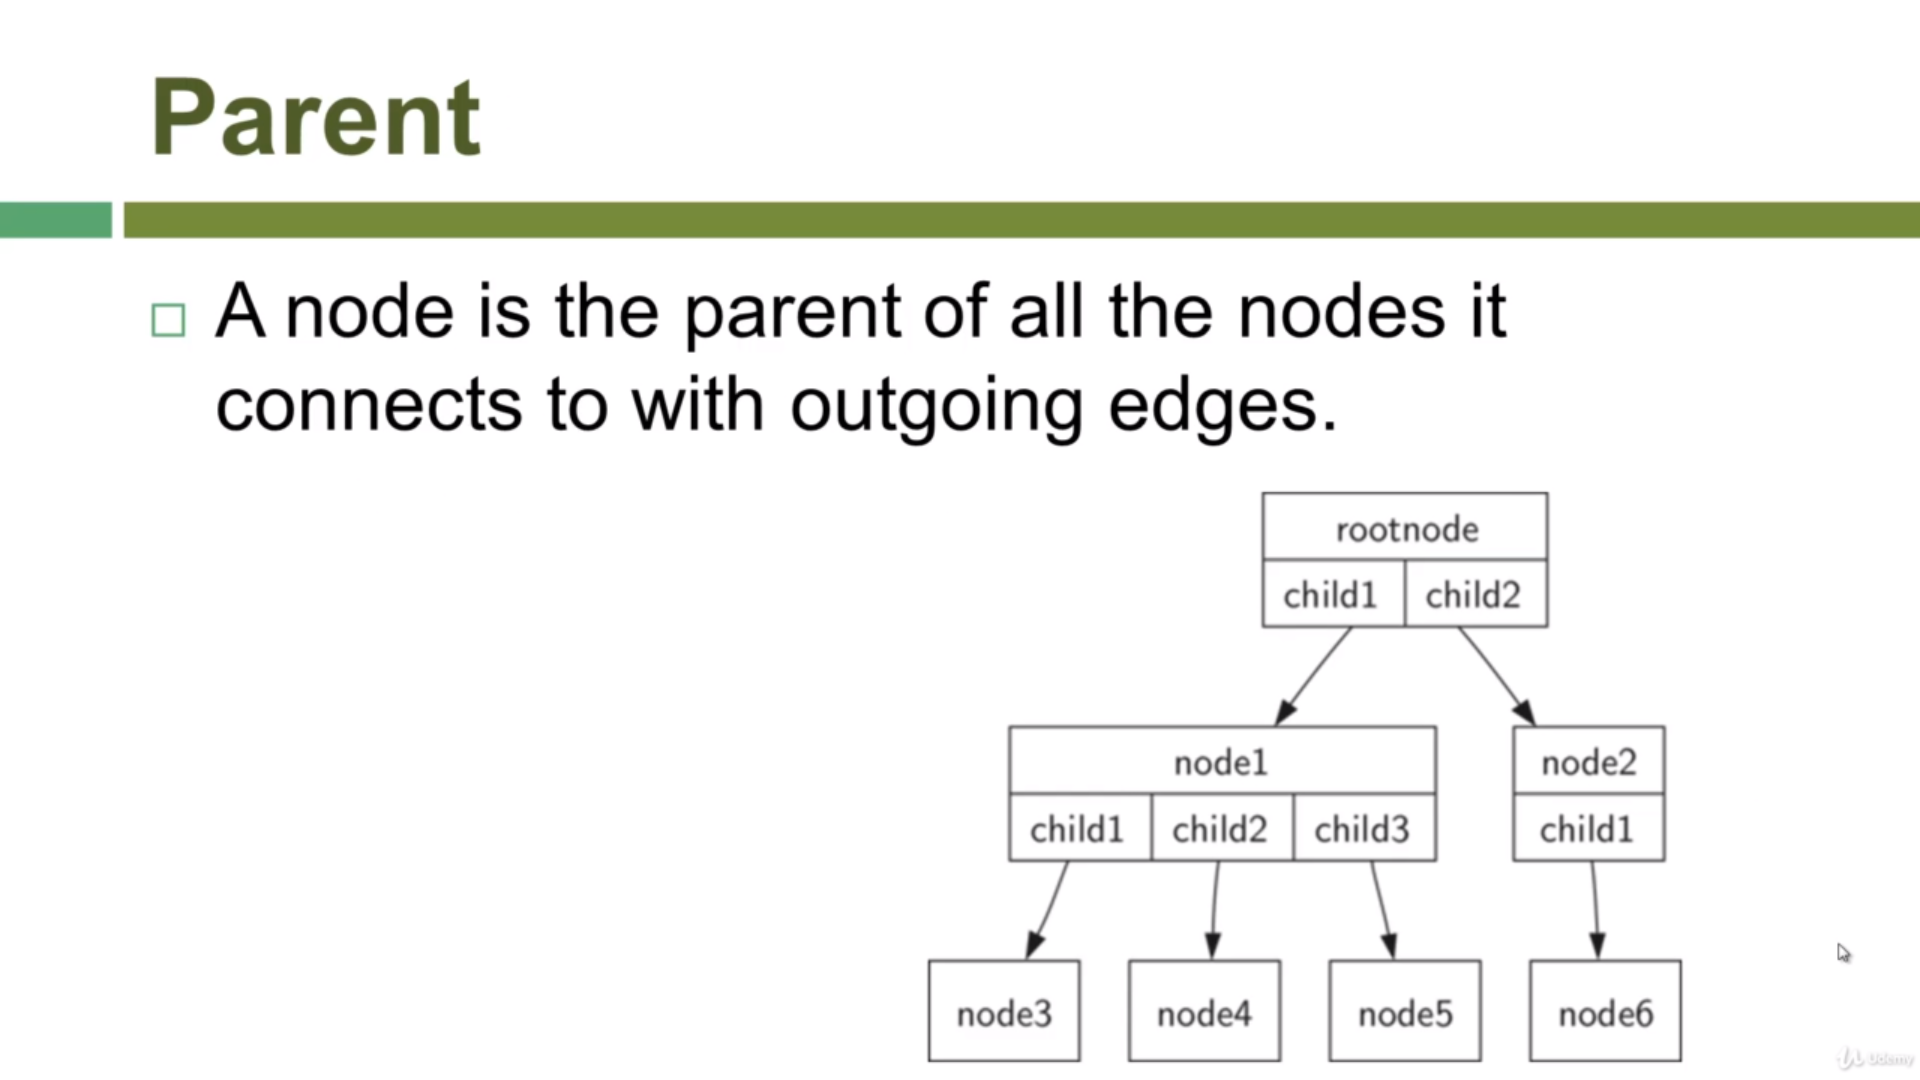 Parent
A node is the parent of all the nodes it
connects to with outgoing edges.
rootnode
child1 child2
node1 node2
child1 child2 child3 child1
node3 node4 node5 node6
Udemy